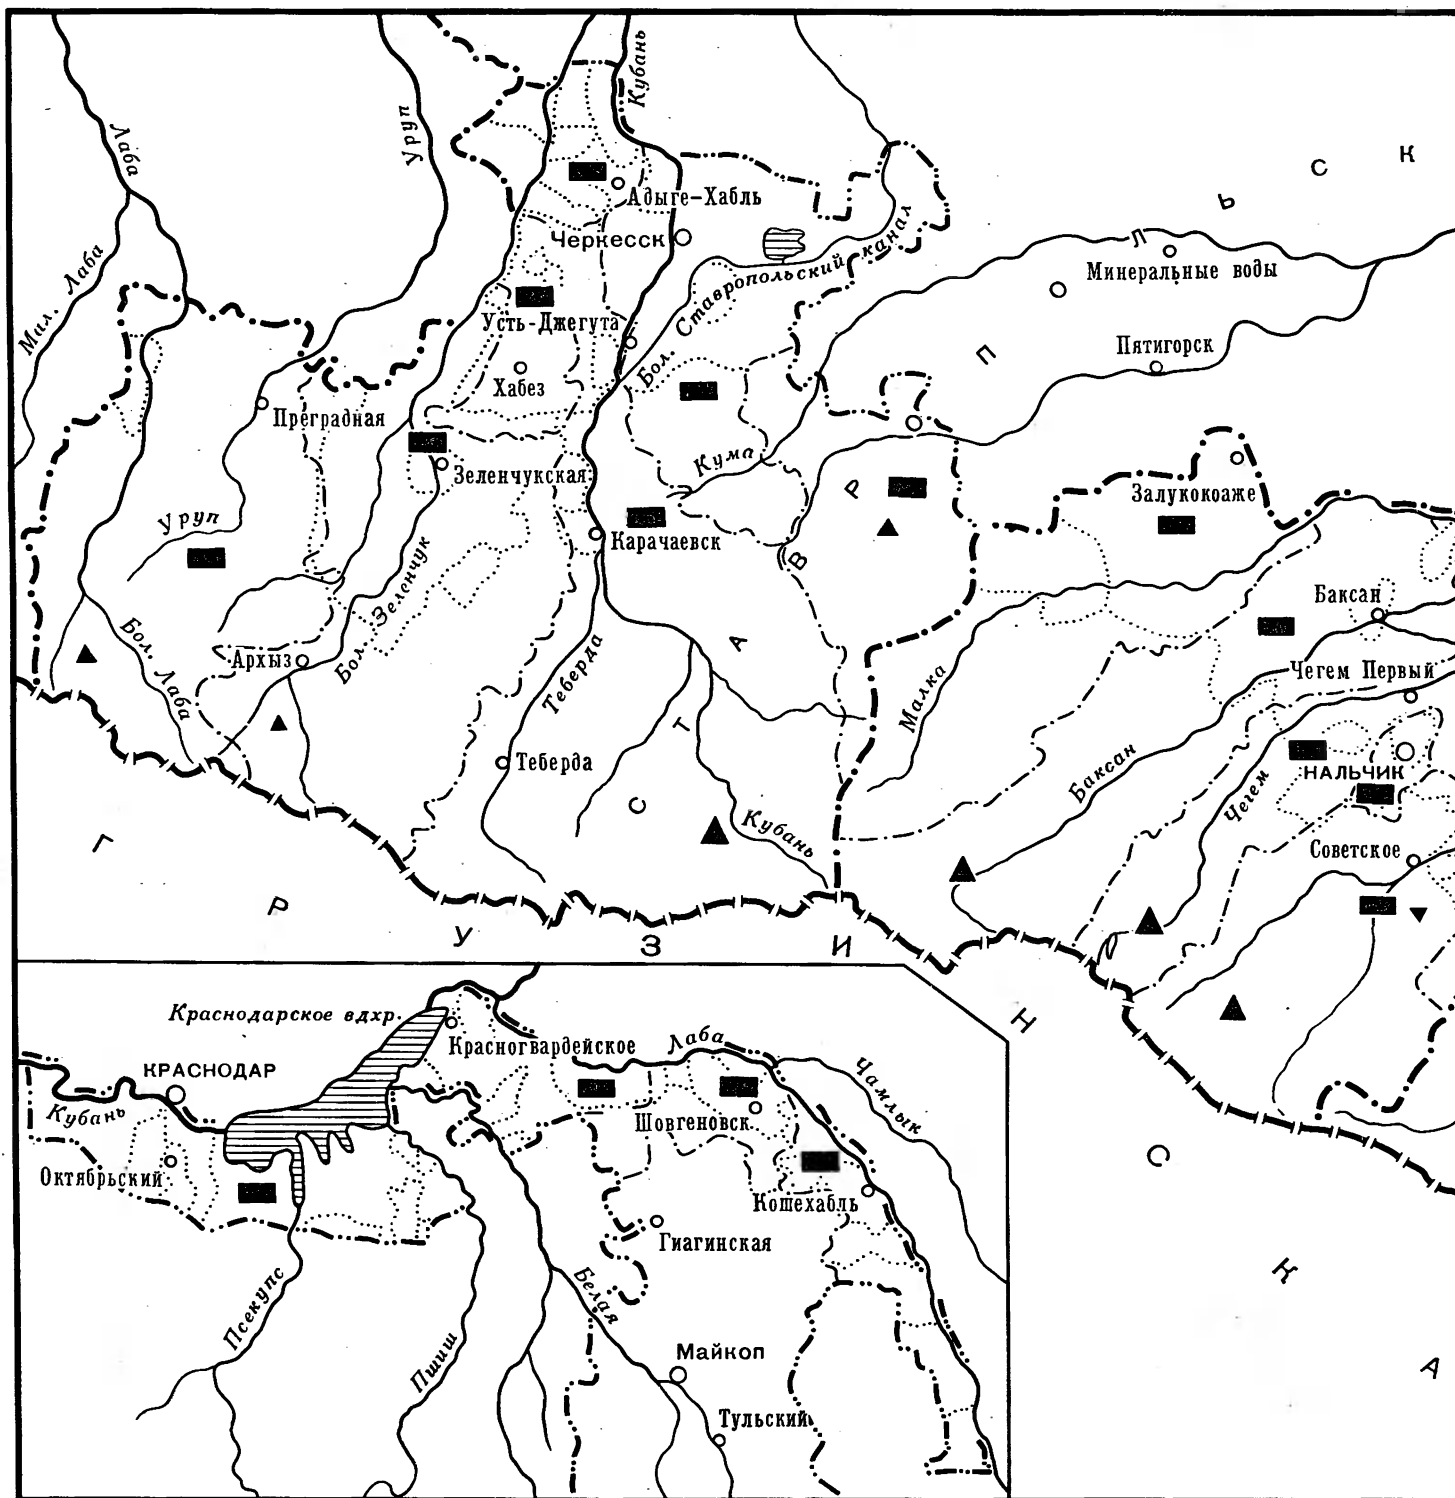 Кубань
Лаба
Уруп
К
С
Ь
Л
П
О
Адыге-Хабль
Черкесск
Мал. Лаба
Бол. Ставропольский канал
Минеральные воды
Усть-Джегута
Пятигорск
Хабез
Преградная
Зеленчукская
Кума
Р
Залукокоаже
Уруп
Карачаевск
В
Баксан
Бол. Зеленчук
Бол. Лаба
Архыз
А
Чегем Первый
Теберда
Малка
Т
Теберда
Баксан
Чегем
НАЛЬЧИК
С
Кубань
Советское
Г Р У З И Н С К А
Краснодарское вдхр.
Красногвардейское
Лаба
КРАСНОДАР
Чамлык
Кубань
Шовгеновск.
Октябрьский
Кошехабль
Гиагинская
Псекупс
Белая
Пшиш
Майкоп
Тульский